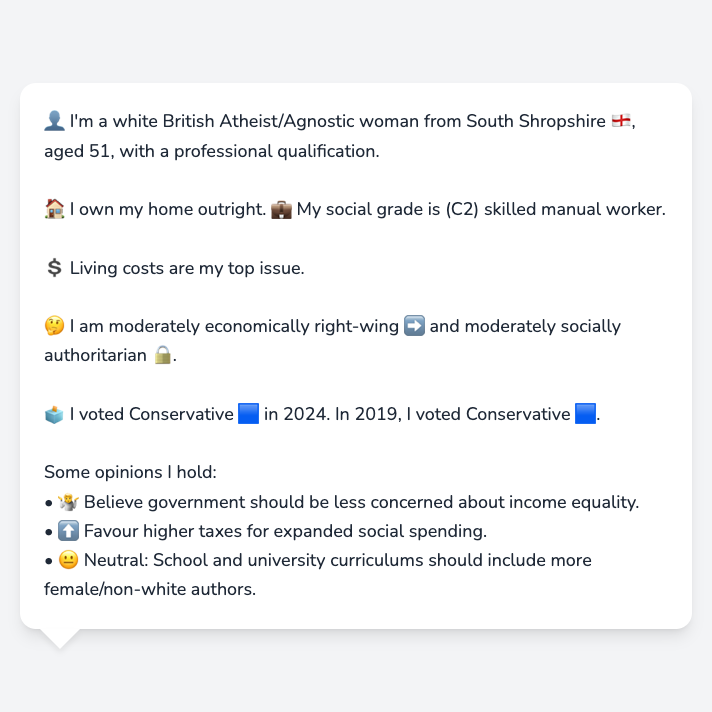 👤 I'm a white British Atheist/Agnostic woman from South Shropshire 🏴󠁧󠁢󠁥󠁮󠁧󠁿,
aged 51, with a professional qualification.
🏠 I own my home outright. 💼 My social grade is (C2) skilled manual worker.
💲 Living costs are my top issue.
🤔 I am moderately economically right-wing ➡️ and moderately socially
authoritarian 🔒.
🗳️ I voted Conservative 🟦 in 2024. In 2019, I voted Conservative 🟦.
Some opinions I hold:
• 🤷 Believe government should be less concerned about income equality.
• ⬆️ Favour higher taxes for expanded social spending.
• 😐 Neutral: School and university curriculums should include more
female/non-white authors.